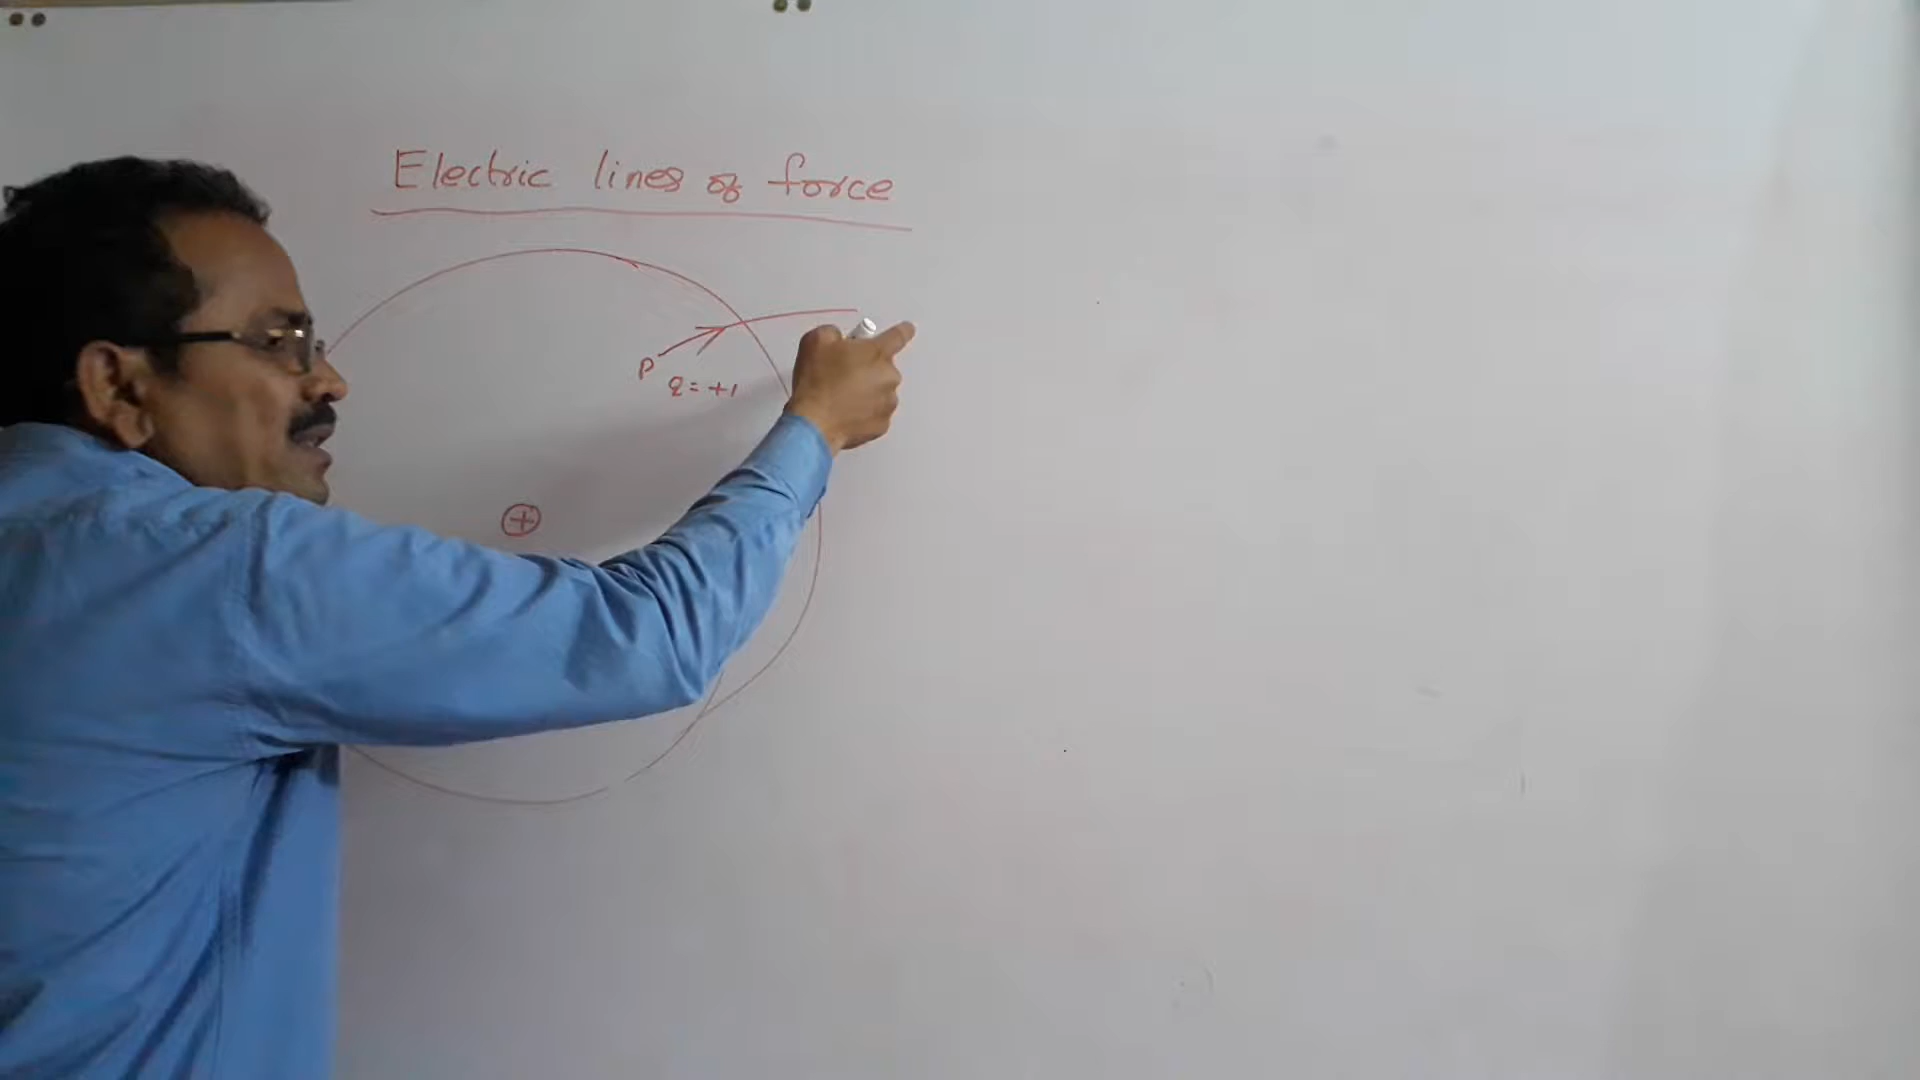 Electric lines of force
P
q = +1
+